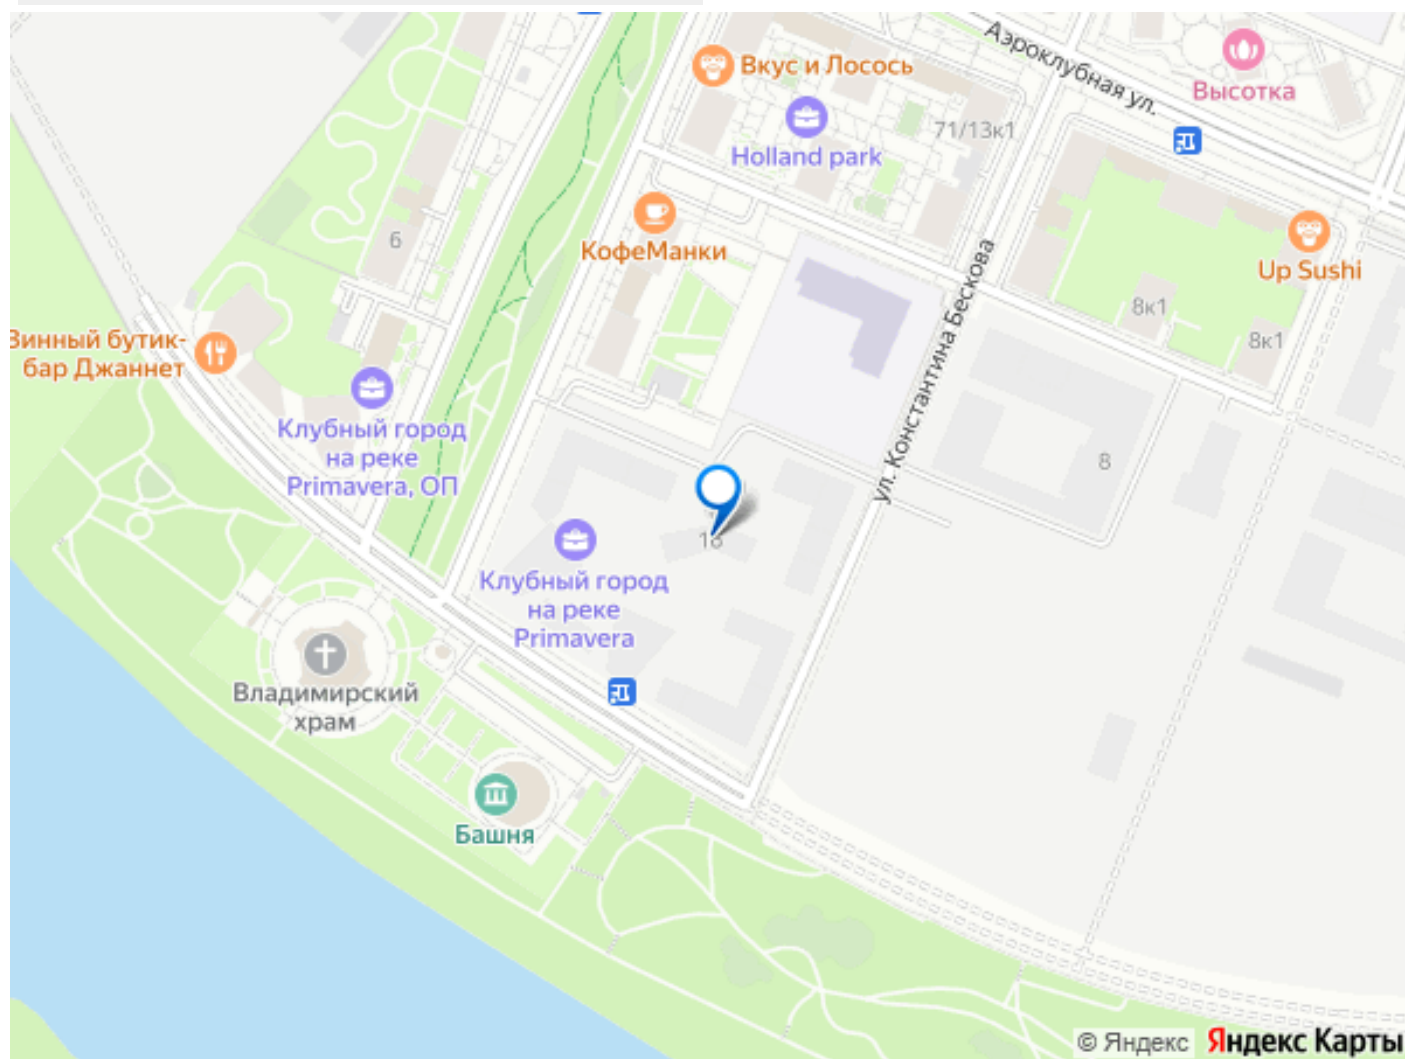 Аэроклубная ул.
Вкус и Лосось
Высотка
71/13к1
Holland park
КофеМанки
Up Sushi
6
8к1
8к1
Винный бутик-
бар Джаннет
ул. Константина Бескова
Клубный город
на реке
Primavera, ОП
8
Клубный город
на реке
Primavera
Владимирский
храм
Башня
© Яндекс Яндекс Карты